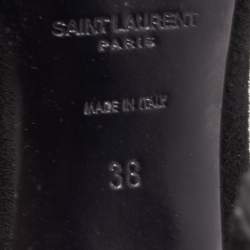 SAINT LAURENT
PARIS
MADE IN ITALY
38